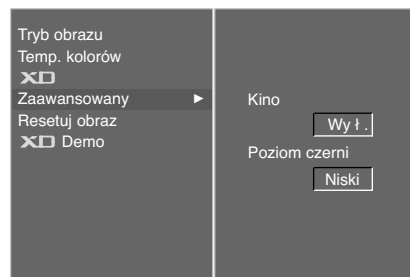 Tryb obrazu
Temp. kolorów
XD
Zaawansowany ►
Resetuj obraz
XD Demo
Kino
Wy ł .
Poziom czerni
Niski